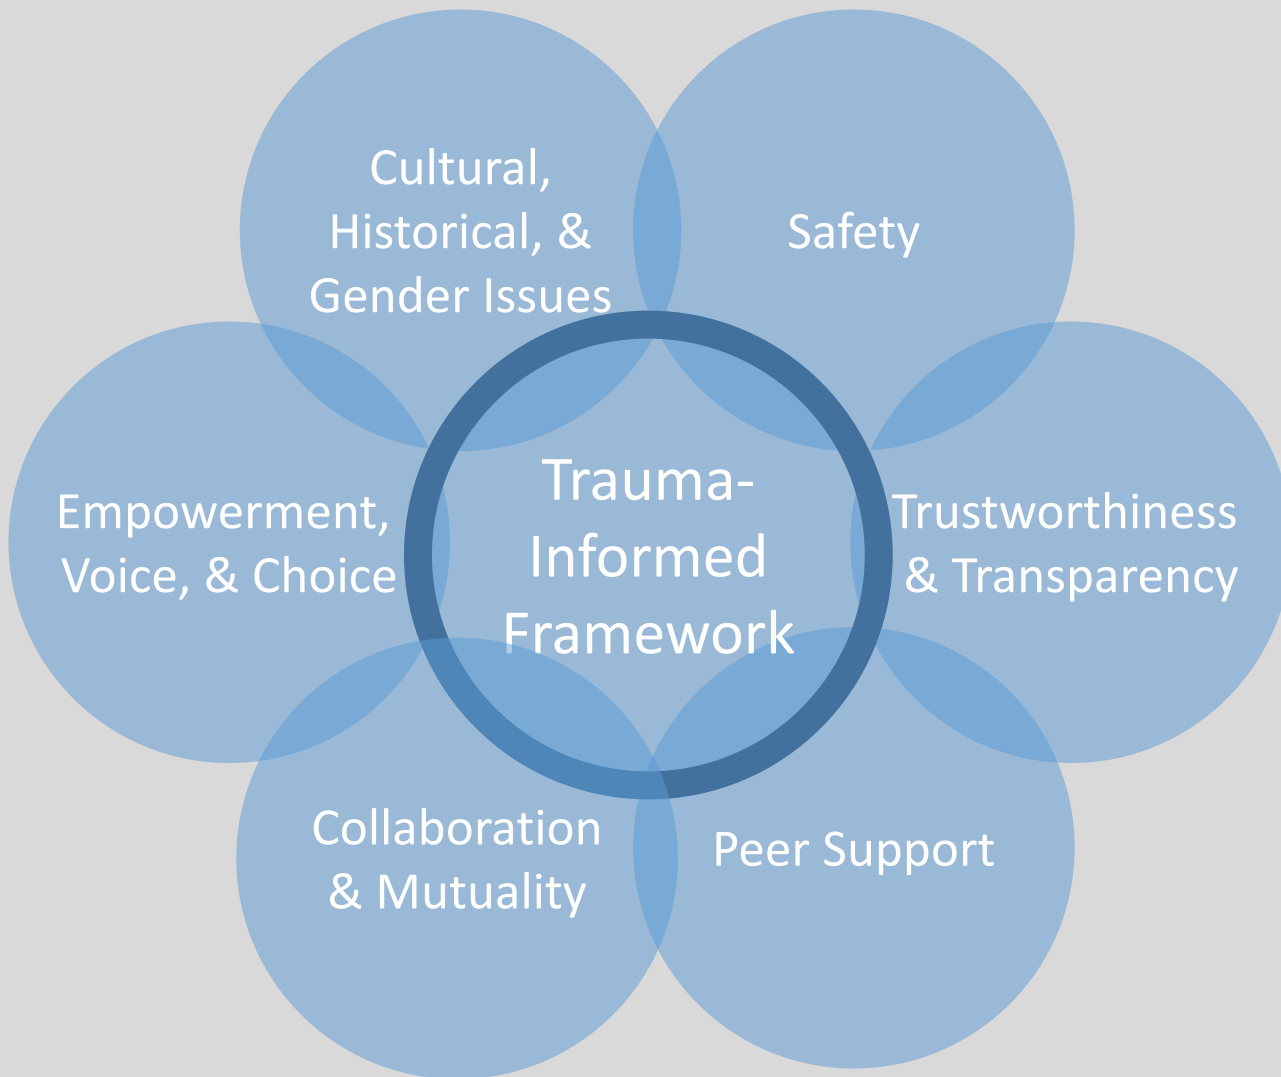 Cultural,
Historical, &
Gender Issues
Safety
Empowerment,
Voice, & Choice
Trauma-
Informed
Framework
Trustworthiness
& Transparency
Collaboration
& Mutuality
Peer Support